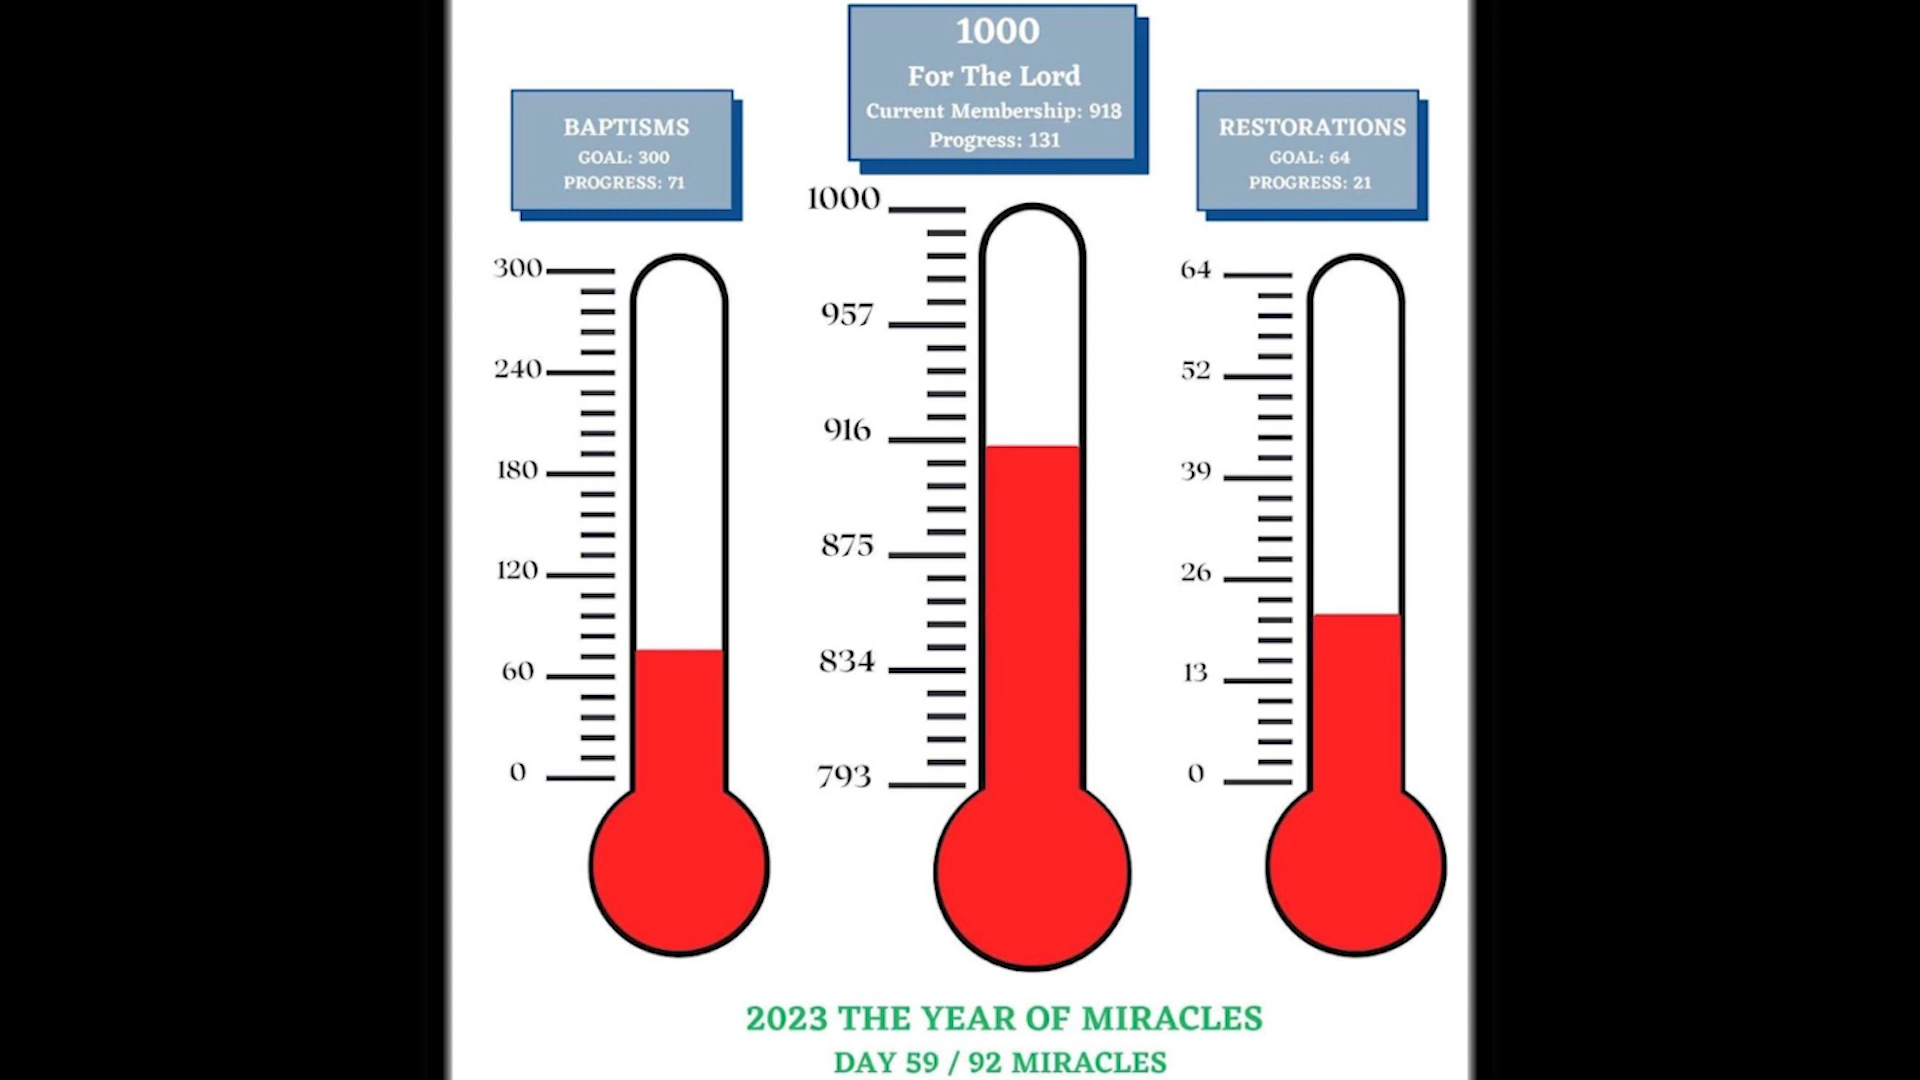 1000
For The Lord
Current Membership: 918
Progress: 131
BAPTISMS
GOAL: 300
PROGRESS: 71
RESTORATIONS
GOAL: 64
PROGRESS: 21
300
240
180
120
60
0
1000
957
916
875
834
793
64
52
39
26
13
0
2023 THE YEAR OF MIRACLES
DAY 59 / 92 MIRACLES